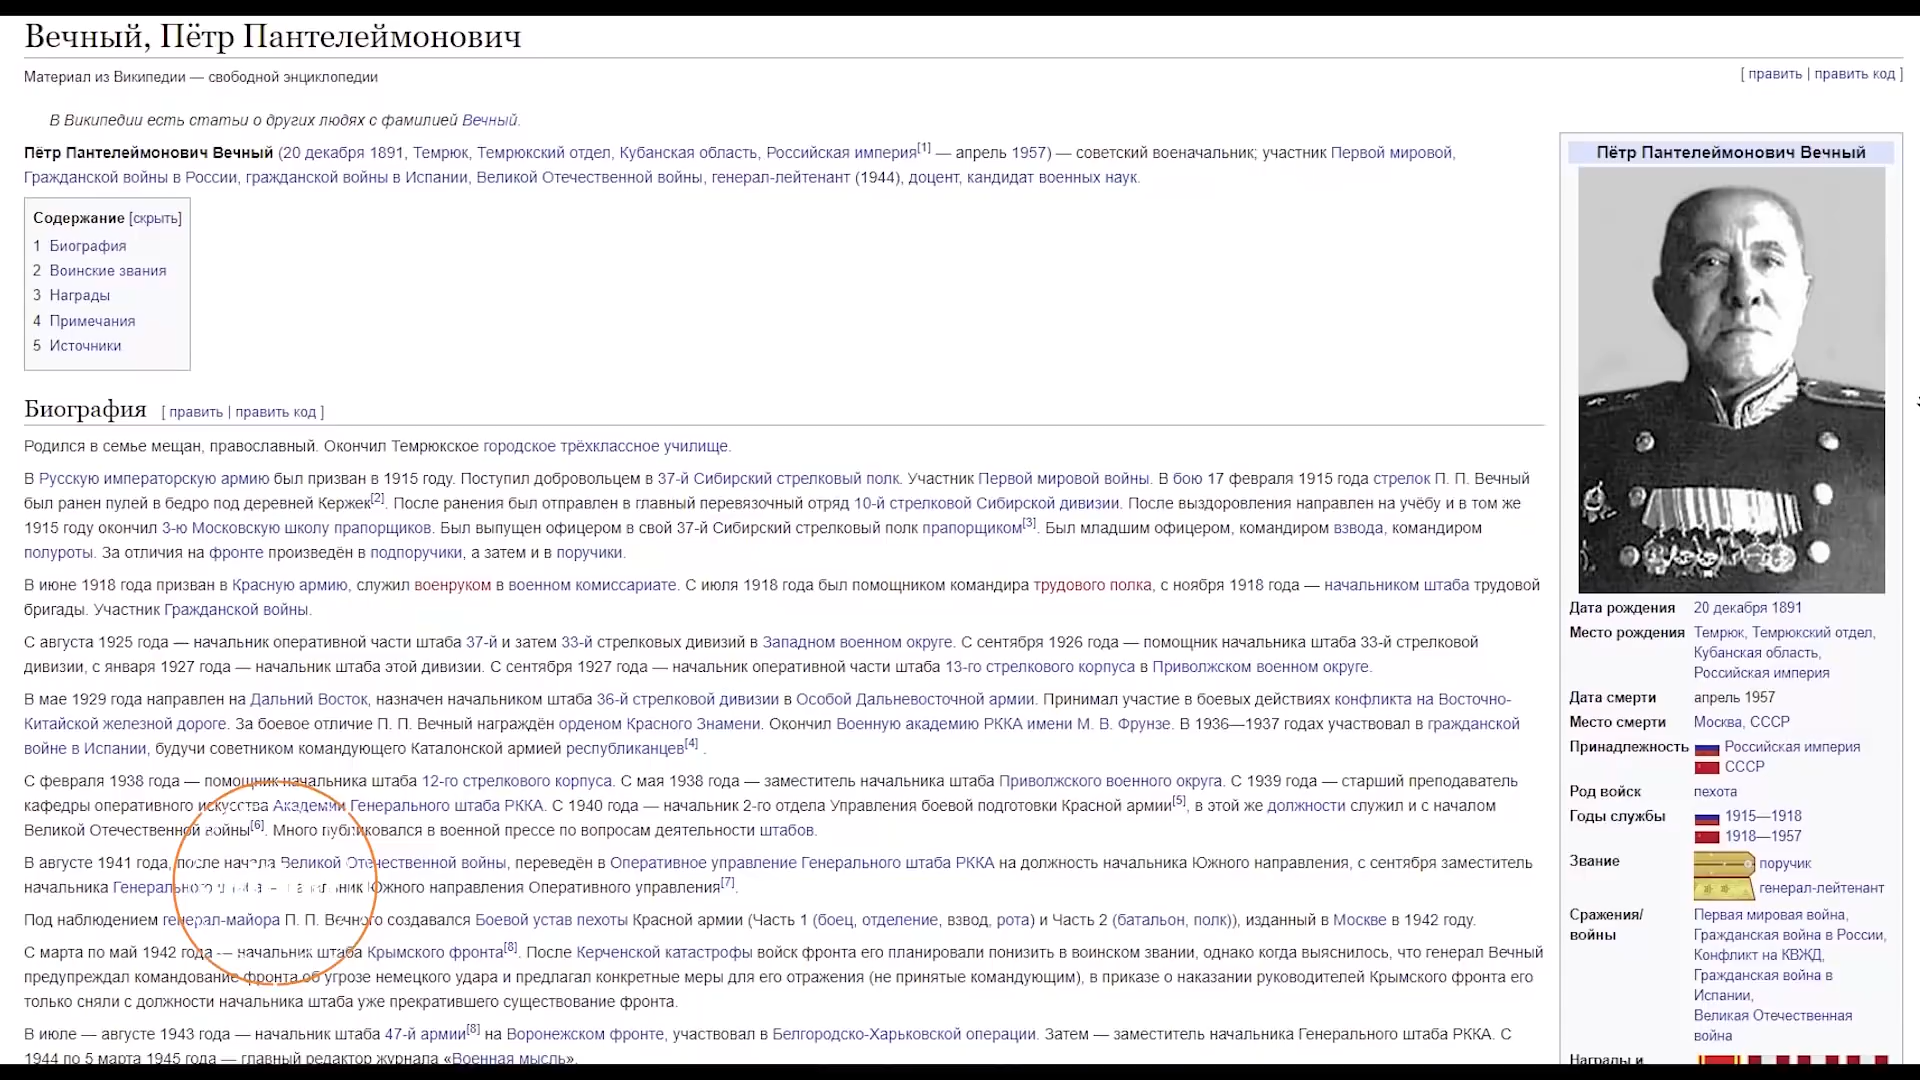 Вечный, Пётр Пантелеймонович
Материал из Википедии — свободной энциклопедии
[ править | править код ]
В Википедии есть статьи о других людях с фамилией Вечный.
Пётр Пантелеймонович Вечный (20 декабря 1891, Темрюк, Темрюкский отдел, Кубанская область, Российская империя[1] — апрель 1957) — советский военачальник; участник Первой мировой,
Гражданской войны в России, гражданской войны в Испании, Великой Отечественной войны, генерал-лейтенант (1944), доцент, кандидат военных наук.
Содержание [скрыть]
1 Биография
2 Воинские звания
3 Награды
4 Примечания
5 Источники
Биография [ править | править код ]
Родился в семье мещан, православный. Окончил Темрюкское городское трёхклассное училище.
В Русскую императорскую армию был призван в 1915 году. Поступил добровольцем в 37-й Сибирский стрелковый полк. Участник Первой мировой войны. В бою 17 февраля 1915 года стрелок П. П. Вечный
был ранен пулей в бедро под деревней Кержек[2]. После ранения был отправлен в главный перевязочный отряд 10-й стрелковой Сибирской дивизии. После выздоровления направлен на учёбу и в том же
1915 году окончил 3-ю Московскую школу прапорщиков. Был выпущен офицером в свой 37-й Сибирский стрелковый полк прапорщиком[3]. Был младшим офицером, командиром взвода, командиром
полуроты. За отличия на фронте произведён в подпоручики, а затем и в поручики.
В июне 1918 года призван в Красную армию, служил военруком в военном комиссариате. С июля 1918 года был помощником командира трудового полка, с ноября 1918 года — начальником штаба трудовой
бригады. Участник Гражданской войны.
С августа 1925 года — начальник оперативной части штаба 37-й и затем 33-й стрелковых дивизий в Западном военном округе. С сентября 1926 года — помощник начальника штаба 33-й стрелковой
дивизии, с января 1927 года — начальник штаба этой дивизии. С сентября 1927 года — начальник оперативной части штаба 13-го стрелкового корпуса в Приволжском военном округе.
В мае 1929 года направлен на Дальний Восток, назначен начальником штаба 36-й стрелковой дивизии в Особой Дальневосточной армии. Принимал участие в боевых действиях конфликта на Восточно-
Китайской железной дороге. За боевое отличие П. П. Вечный награждён орденом Красного Знамени. Окончил Военную академию РККА имени М. В. Фрунзе. В 1936—1937 годах участвовал в гражданской
войне в Испании, будучи советником командующего Каталонской армией республиканцев[4] .
С февраля 1938 года — помощник начальника штаба 12-го стрелкового корпуса. С мая 1938 года — заместитель начальника штаба Приволжского военного округа. С 1939 года — старший преподаватель
кафедры оперативного искусства Академии Генерального штаба РККА. С 1940 года — начальник 2-го отдела Управления боевой подготовки Красной армии[5], в этой же должности служил и с началом
Великой Отечественной войны[6]. Много публиковался в военной прессе по вопросам деятельности штабов.
В августе 1941 года, после начала Великой Отечественной войны, переведён в Оперативное управление Генерального штаба РККА на должность начальника Южного направления, с сентября заместитель
начальника Генерального штаба — начальник Южного направления Оперативного управления[7].
Под наблюдением генерал-майора П. П. Вечного создавался Боевой устав пехоты Красной армии (Часть 1 (боец, отделение, взвод, рота) и Часть 2 (батальон, полк)), изданный в Москве в 1942 году.
С марта по май 1942 года — начальник штаба Крымского фронта[8]. После Керченской катастрофы войск фронта его планировали понизить в воинском звании, однако когда выяснилось, что генерал Вечный
предупреждал командование фронта об угрозе немецкого удара и предлагал конкретные меры для его отражения (не принятые командующим), в приказе о наказании руководителей Крымского фронта его
только сняли с должности начальника штаба уже прекратившего существование фронта.
В июле — августе 1943 года — начальник штаба 47-й армии[8] на Воронежском фронте, участвовал в Белгородско-Харьковской операции. Затем — заместитель начальника Генерального штаба РККА. С
1944 по 5 марта 1945 года — главный редактор журнала «Военная мысль».
Пётр Пантелеймонович Вечный
Дата рождения 20 декабря 1891
Место рождения Темрюк, Темрюкский отдел,
Кубанская область,
Российская империя
Дата смерти апрель 1957
Место смерти Москва, СССР
Принадлежность Российская империя
СССР
Род войск пехота
Годы службы 1915—1918
1918—1957
Звание поручик
генерал-лейтенант
Сражения/ Первая мировая война,
войны Гражданская война в России,
Конфликт на КВЖД,
Гражданская война в
Испании,
Великая Отечественная
война
Награды и